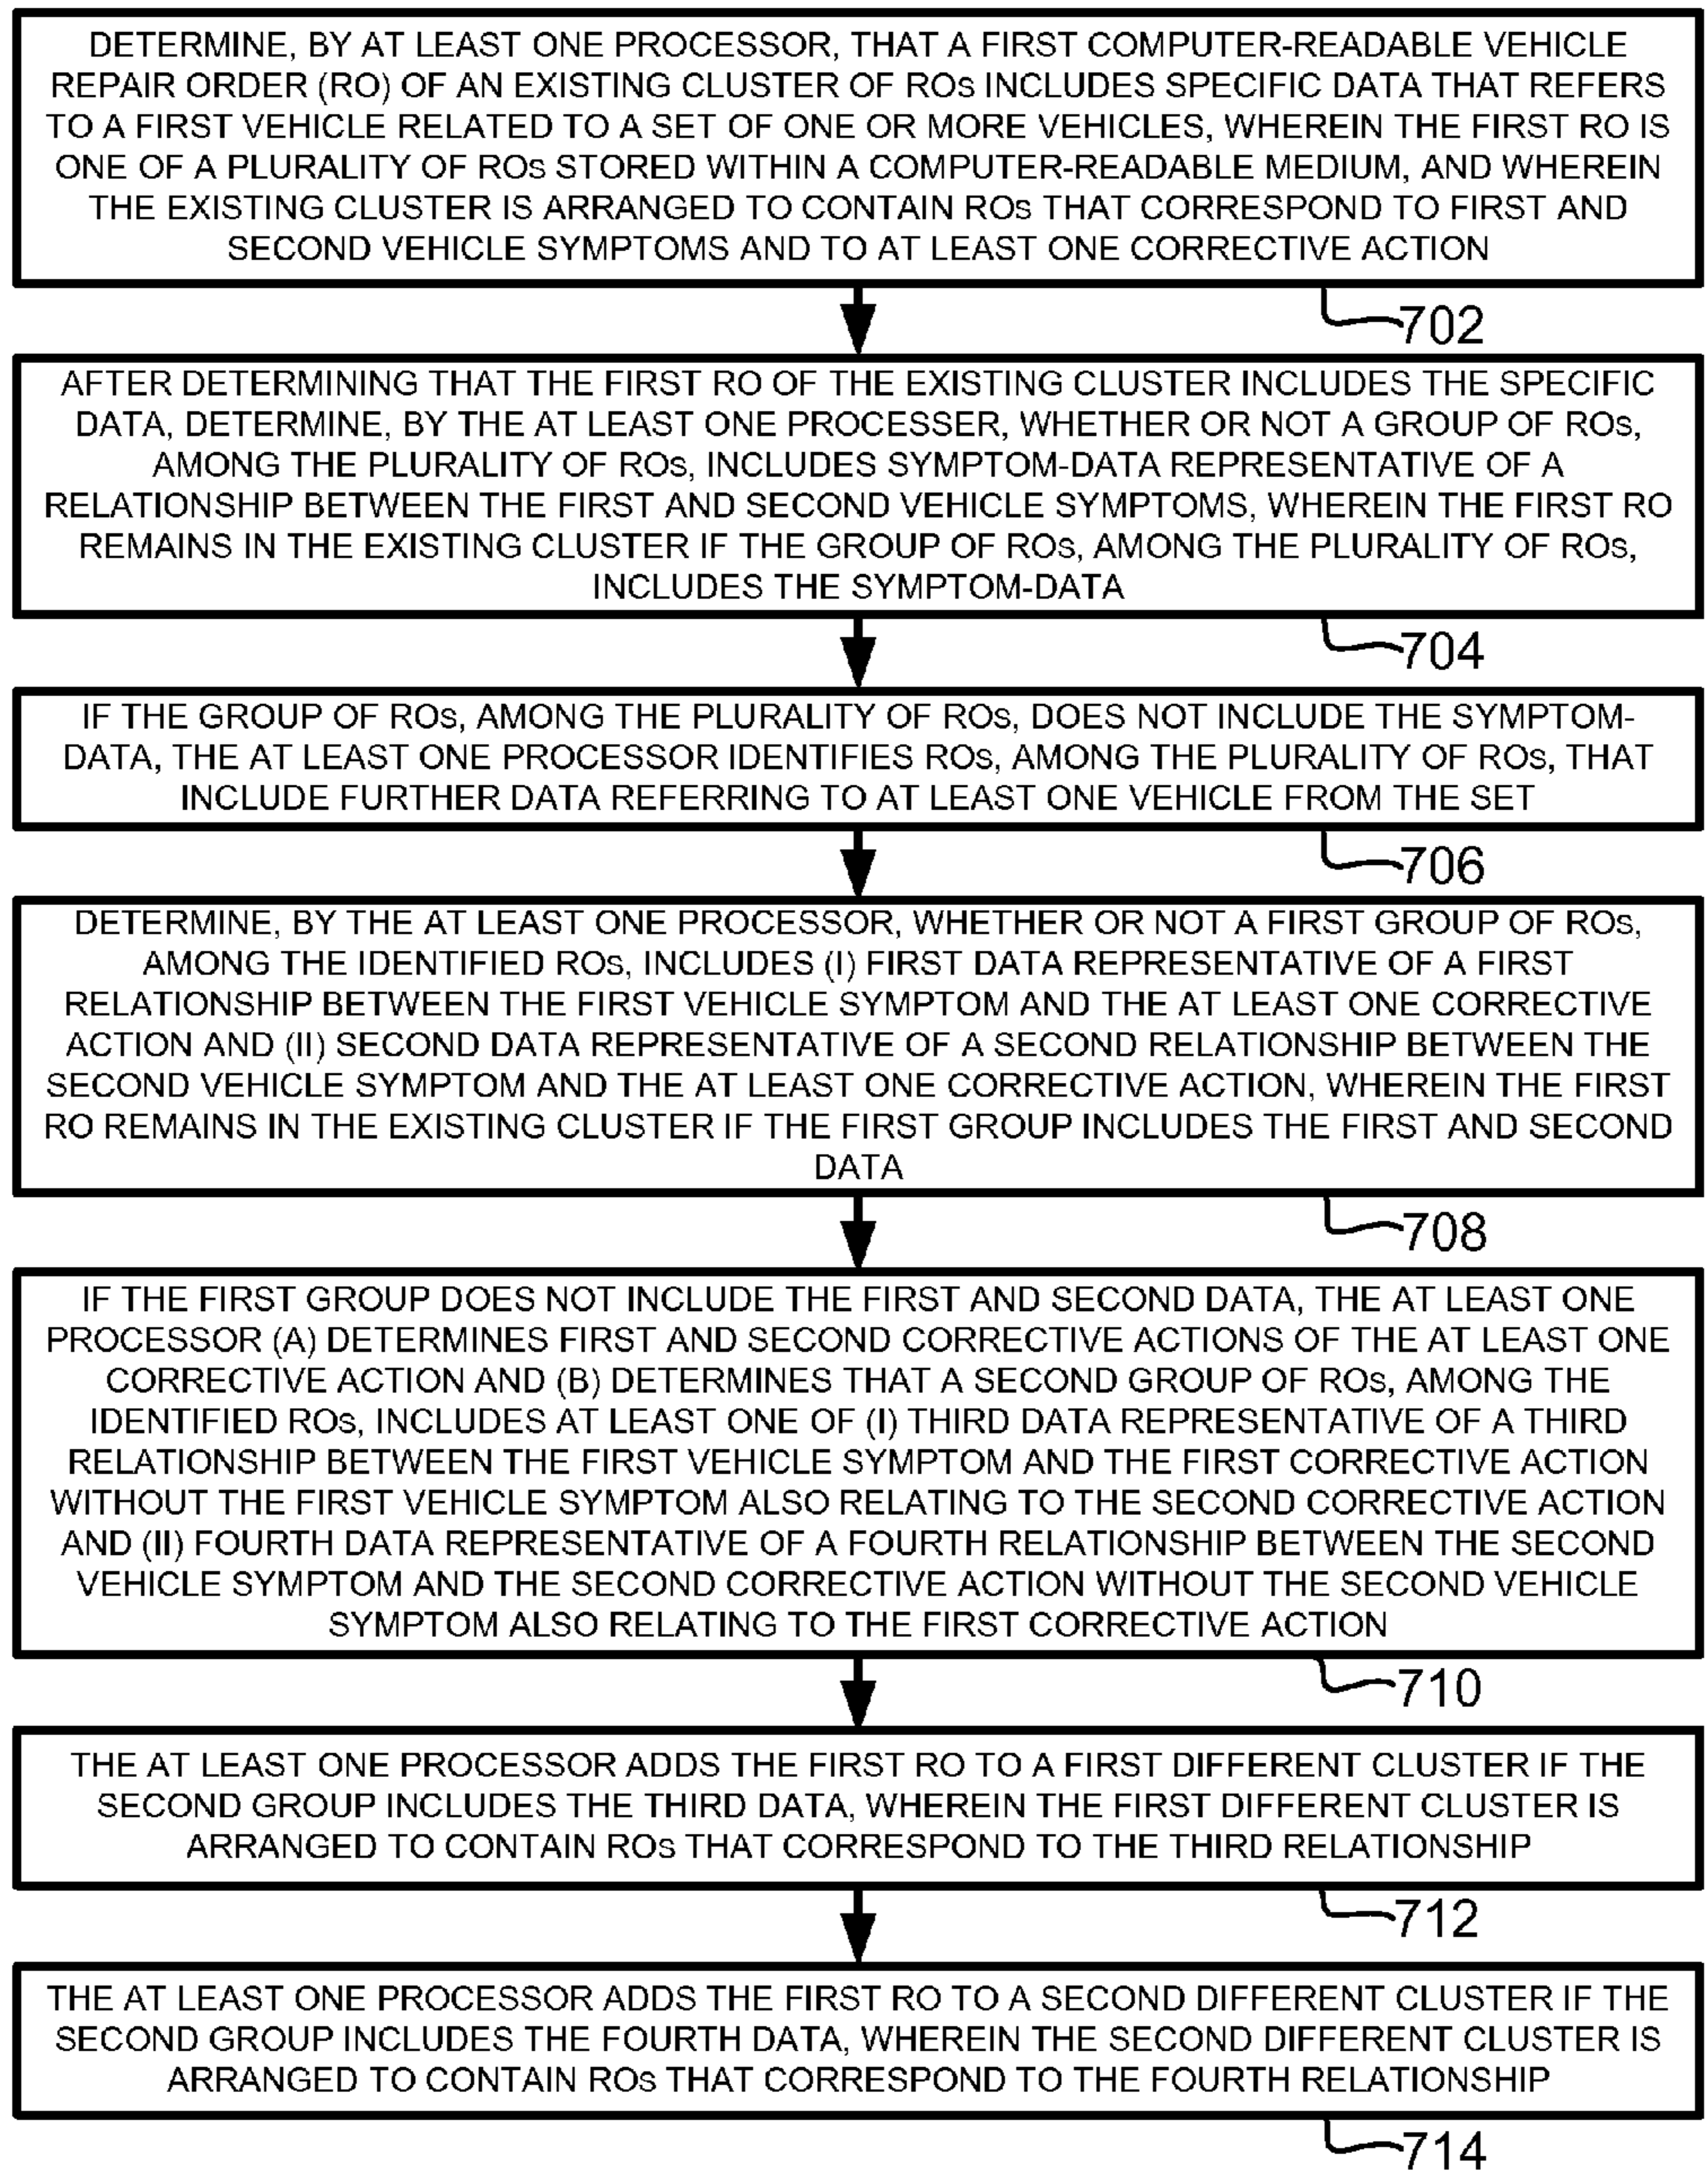 DETERMINE, BY AT LEAST ONE PROCESSOR, THAT A FIRST COMPUTER-READABLE VEHICLE
REPAIR ORDER (RO) OF AN EXISTING CLUSTER OF ROs INCLUDES SPECIFIC DATA THAT REFERS
TO A FIRST VEHICLE RELATED TO A SET OF ONE OR MORE VEHICLES, WHEREIN THE FIRST RO IS
ONE OF A PLURALITY OF ROs STORED WITHIN A COMPUTER-READABLE MEDIUM, AND WHEREIN
THE EXISTING CLUSTER IS ARRANGED TO CONTAIN ROs THAT CORRESPOND TO FIRST AND
SECOND VEHICLE SYMPTOMS AND TO AT LEAST ONE CORRECTIVE ACTION
702
AFTER DETERMINING THAT THE FIRST RO OF THE EXISTING CLUSTER INCLUDES THE SPECIFIC
DATA, DETERMINE, BY THE AT LEAST ONE PROCESSER, WHETHER OR NOT A GROUP OF ROs,
AMONG THE PLURALITY OF ROs, INCLUDES SYMPTOM-DATA REPRESENTATIVE OF A
RELATIONSHIP BETWEEN THE FIRST AND SECOND VEHICLE SYMPTOMS, WHEREIN THE FIRST RO
REMAINS IN THE EXISTING CLUSTER IF THE GROUP OF ROs, AMONG THE PLURALITY OF ROs,
INCLUDES THE SYMPTOM-DATA
704
IF THE GROUP OF ROs, AMONG THE PLURALITY OF ROs, DOES NOT INCLUDE THE SYMPTOM-
DATA, THE AT LEAST ONE PROCESSOR IDENTIFIES ROs, AMONG THE PLURALITY OF ROs, THAT
INCLUDE FURTHER DATA REFERRING TO AT LEAST ONE VEHICLE FROM THE SET
706
DETERMINE, BY THE AT LEAST ONE PROCESSOR, WHETHER OR NOT A FIRST GROUP OF ROs,
AMONG THE IDENTIFIED ROs, INCLUDES (I) FIRST DATA REPRESENTATIVE OF A FIRST
RELATIONSHIP BETWEEN THE FIRST VEHICLE SYMPTOM AND THE AT LEAST ONE CORRECTIVE
ACTION AND (II) SECOND DATA REPRESENTATIVE OF A SECOND RELATIONSHIP BETWEEN THE
SECOND VEHICLE SYMPTOM AND THE AT LEAST ONE CORRECTIVE ACTION, WHEREIN THE FIRST
RO REMAINS IN THE EXISTING CLUSTER IF THE FIRST GROUP INCLUDES THE FIRST AND SECOND
DATA
708
IF THE FIRST GROUP DOES NOT INCLUDE THE FIRST AND SECOND DATA, THE AT LEAST ONE
PROCESSOR (A) DETERMINES FIRST AND SECOND CORRECTIVE ACTIONS OF THE AT LEAST ONE
CORRECTIVE ACTION AND (B) DETERMINES THAT A SECOND GROUP OF ROs, AMONG THE
IDENTIFIED ROs, INCLUDES AT LEAST ONE OF (I) THIRD DATA REPRESENTATIVE OF A THIRD
RELATIONSHIP BETWEEN THE FIRST VEHICLE SYMPTOM AND THE FIRST CORRECTIVE ACTION
WITHOUT THE FIRST VEHICLE SYMPTOM ALSO RELATING TO THE SECOND CORRECTIVE ACTION
AND (II) FOURTH DATA REPRESENTATIVE OF A FOURTH RELATIONSHIP BETWEEN THE SECOND
VEHICLE SYMPTOM AND THE SECOND CORRECTIVE ACTION WITHOUT THE SECOND VEHICLE
SYMPTOM ALSO RELATING TO THE FIRST CORRECTIVE ACTION
710
THE AT LEAST ONE PROCESSOR ADDS THE FIRST RO TO A FIRST DIFFERENT CLUSTER IF THE
SECOND GROUP INCLUDES THE THIRD DATA, WHEREIN THE FIRST DIFFERENT CLUSTER IS
ARRANGED TO CONTAIN ROs THAT CORRESPOND TO THE THIRD RELATIONSHIP
712
THE AT LEAST ONE PROCESSOR ADDS THE FIRST RO TO A SECOND DIFFERENT CLUSTER IF THE
SECOND GROUP INCLUDES THE FOURTH DATA, WHEREIN THE SECOND DIFFERENT CLUSTER IS
ARRANGED TO CONTAIN ROs THAT CORRESPOND TO THE FOURTH RELATIONSHIP
714